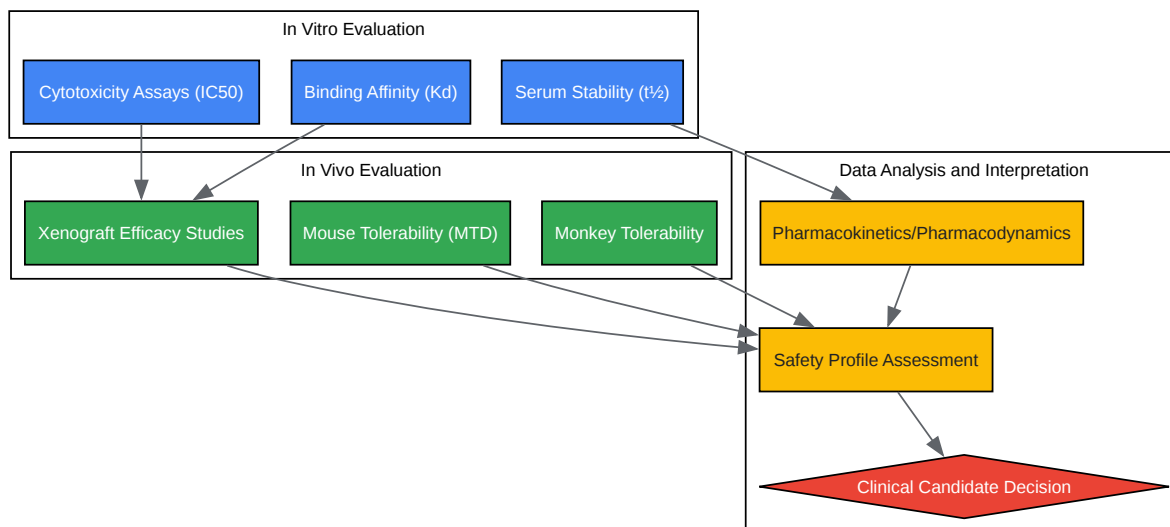 In Vitro Evaluation
Cytotoxicity Assays (IC50)
Binding Affinity (Kd)
Serum Stability (t½)
In Vivo Evaluation
Xenograft Efficacy Studies
Mouse Tolerability (MTD)
Monkey Tolerability
Data Analysis and Interpretation
Pharmacokinetics/Pharmacodynamics
Safety Profile Assessment
Clinical Candidate Decision